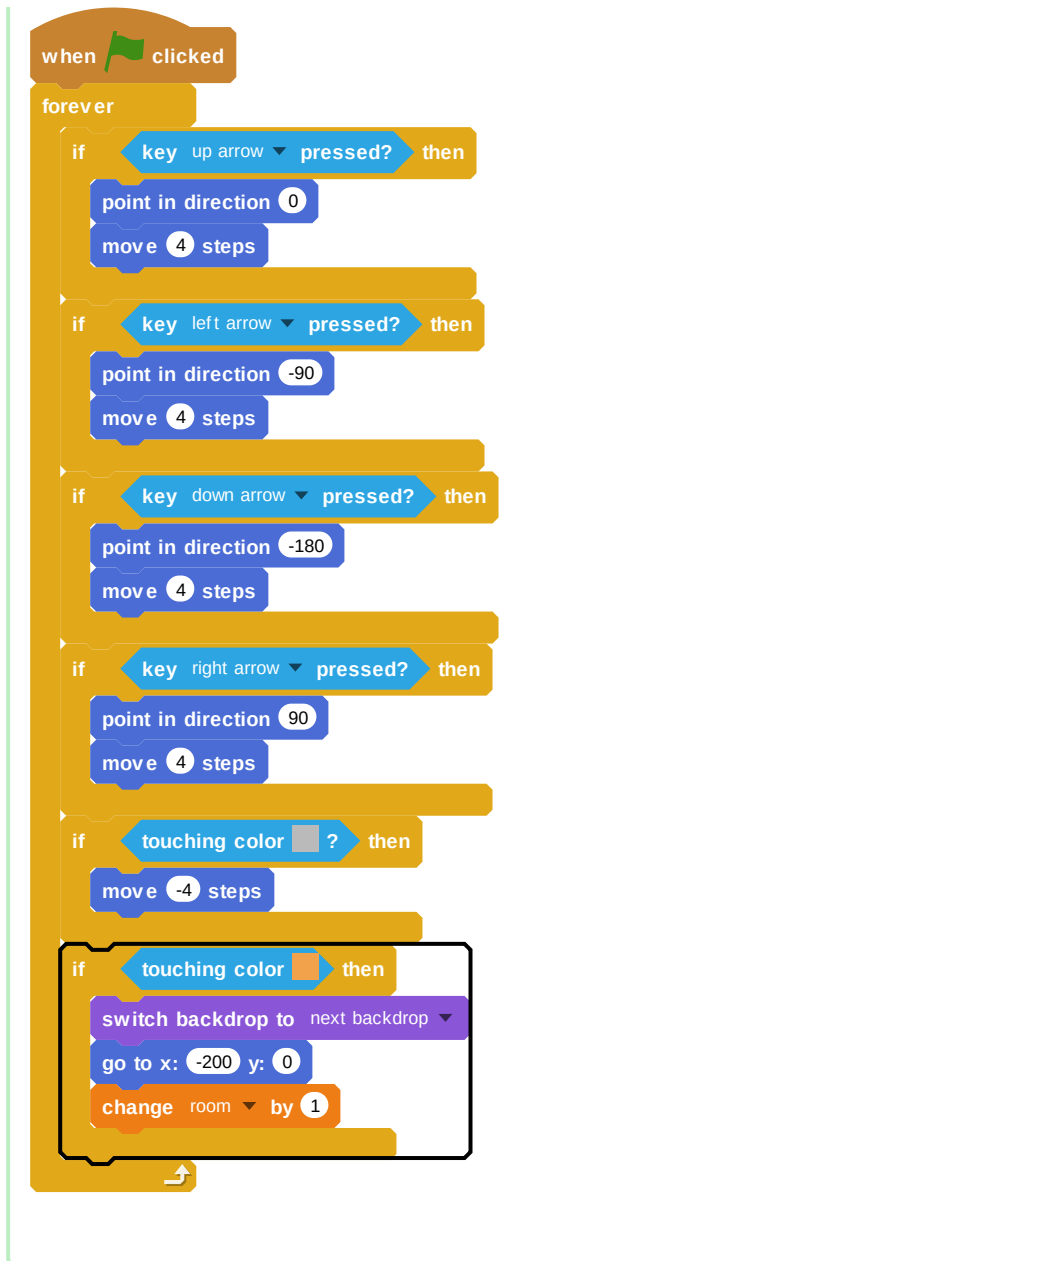 when clicked
forever
if key up arrow pressed? then
point in direction 0
move 4 steps
if key left arrow pressed? then
point in direction -90
move 4 steps
if key down arrow pressed? then
point in direction -180
move 4 steps
if key right arrow pressed? then
point in direction 90
move 4 steps
if touching color ? then
move -4 steps
if touching color then
switch backdrop to next backdrop
go to x: -200 y: 0
change room by 1